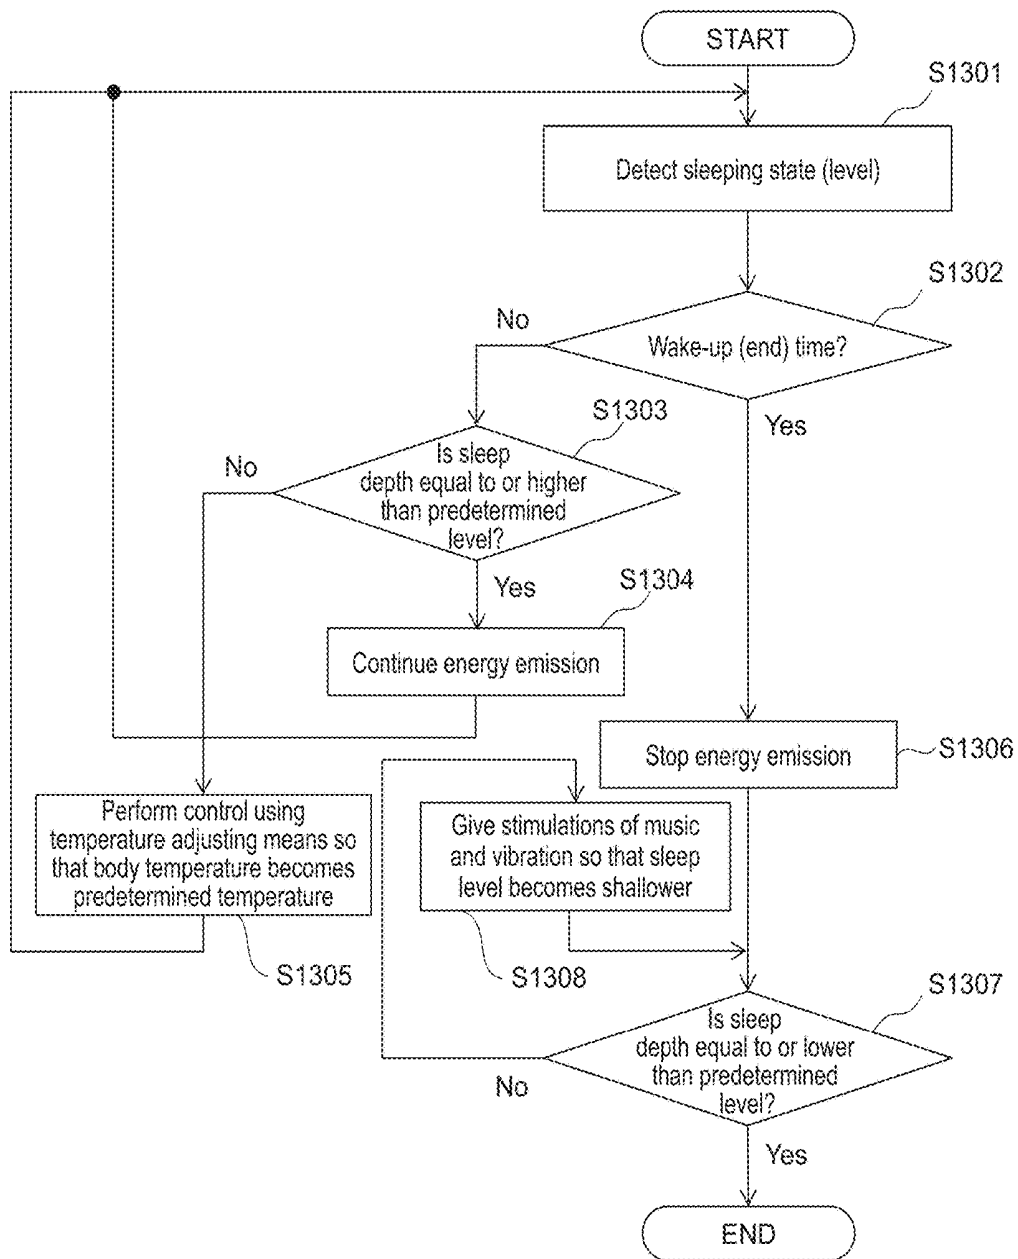 START
S1301
Detect sleeping state (level)
S1302
No
Wake-up (end) time?
Yes
S1303
No
Is sleep
depth equal to or higher
than predetermined
level?
Yes
S1304
Continue energy emission
Stop energy emission
S1306
Perform control using
temperature adjusting means so
that body temperature becomes
predetermined temperature
S1305
Give stimulations of music
and vibration so that sleep
level becomes shallower
S1308
S1307
Is sleep
depth equal to or lower
than predetermined
level?
No
Yes
END